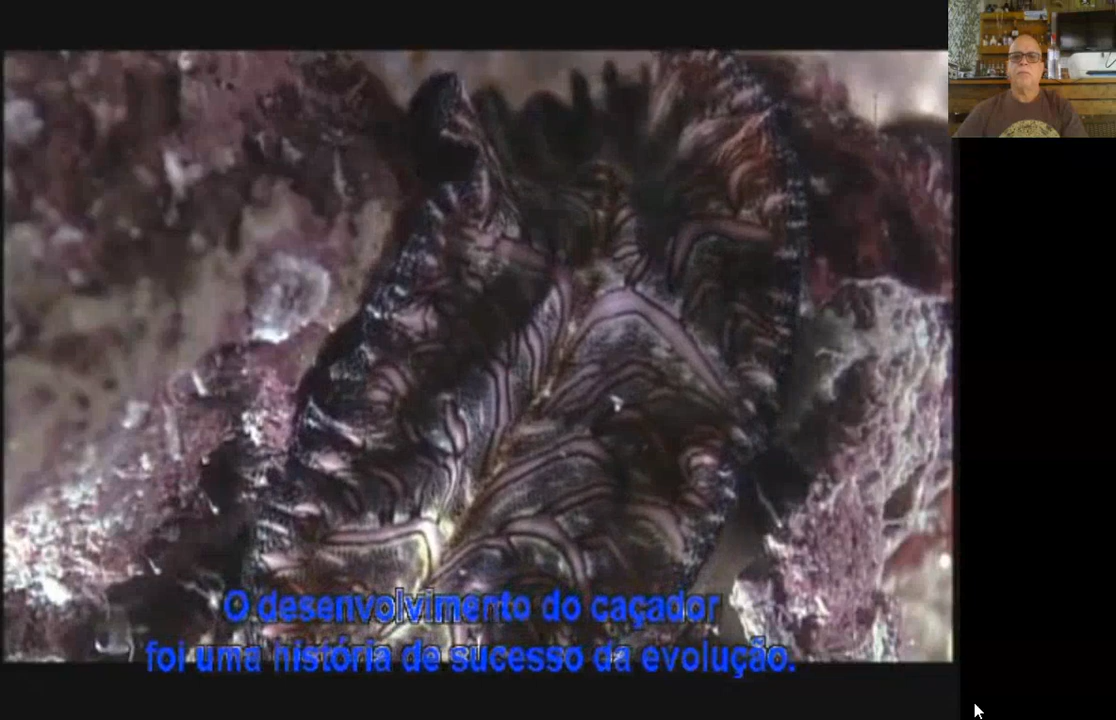 O desenvolvimento do caçador
foi uma história de sucesso da evolução.